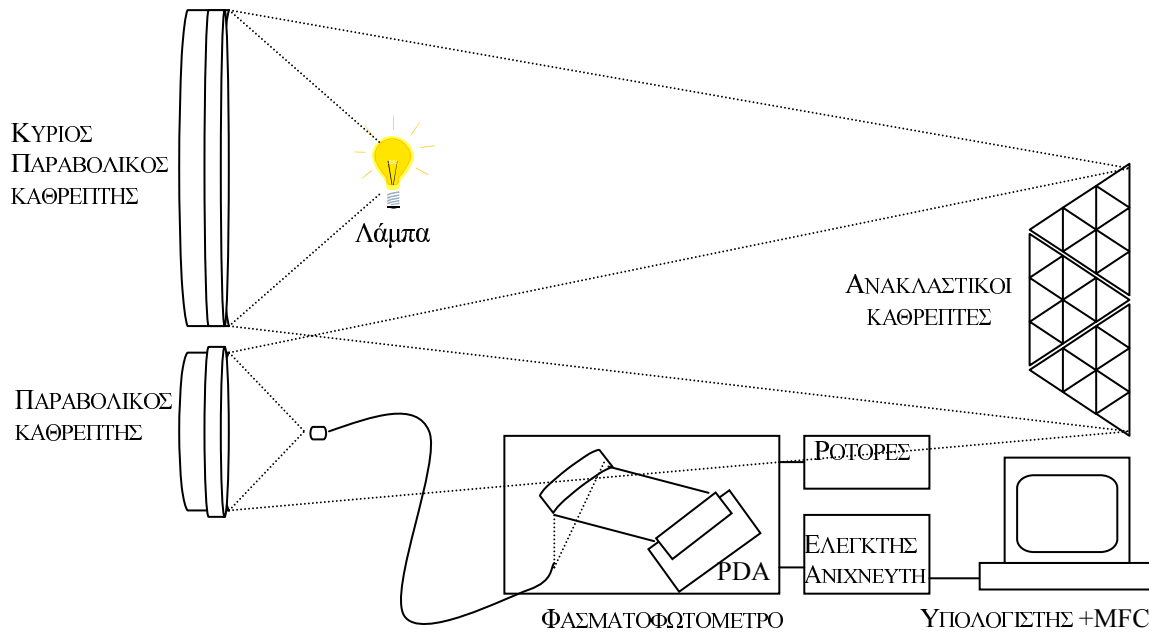 ΚΥΡΙΟΣ
ΠΑΡΑΒΟΛΙΚΟΣ
ΚΑΘΡΕΠΤΗΣ
Λάμπα
ΑΝΑΚΛΑΣΤΙΚΟΙ
ΚΑΘΡΕΠΤΕΣ
ΠΑΡΑΒΟΛΙΚΟΣ
ΚΑΘΡΕΠΤΗΣ
ΡΟΤΟΡΕΣ
ΕΛΕΓΚΤΗΣ
ΑΝΙΧΝΕΥΤΗ
PDA
ΦΑΣΜΑΤΟΦΩΤΟΜΕΤΡΟ
ΥΠΟΛΟΓΙΣΤΗΣ +MFC